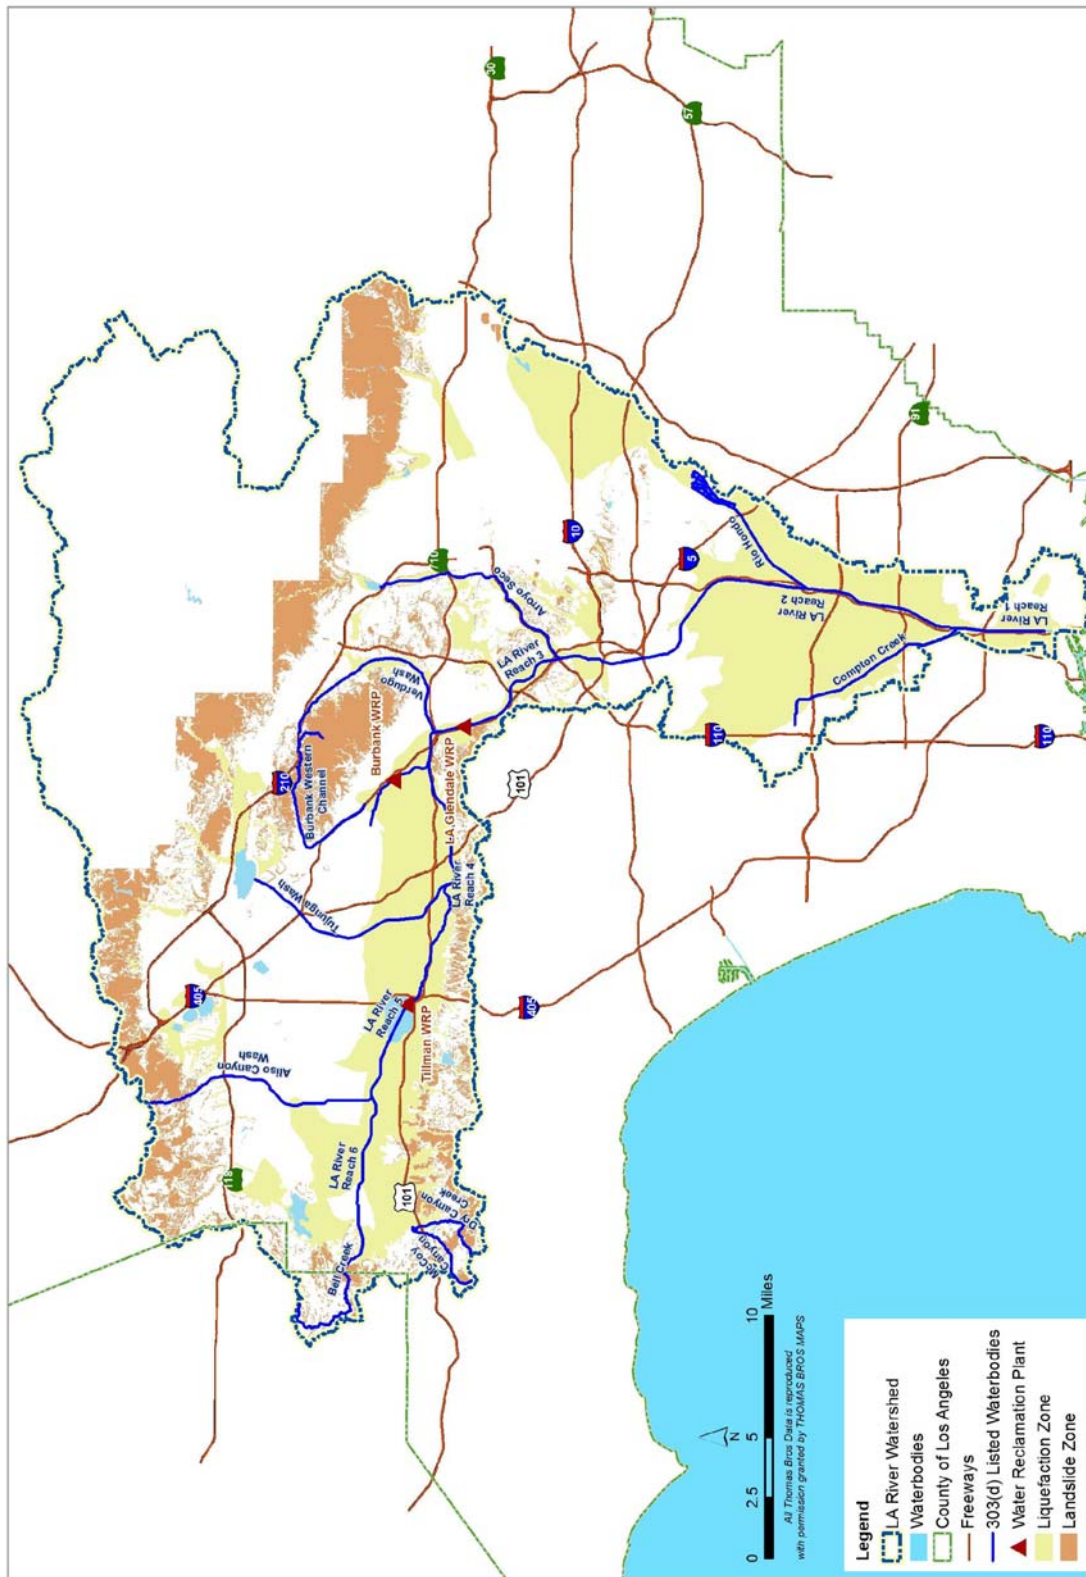 30
57
210
118
405
710
10
5
91
110
110
101
101
405
Aliso Canyon
Wash
Tujunga Wash
Burbank Western
Channel
Verdugo
Wash
Burbank WRP
Arroyo Seco
LA River
Reach 3
LA,Glendale WRP
LA River
Reach 4
LA River
Reach 5
Tillman WRP
LA River
Reach 6
Bell Creek
McCoy
Canyon
Dry Canyon
Creek
Rio Hondo
LA River
Reach 2
Compton Creek
LA River
Reach 1
N
0 2.5 5 10
Miles
All Thomas Bros Data is reproduced
with permission granted by THOMAS BROS MAPS
Legend
LA River Watershed
Waterbodies
County of Los Angeles
Freeways
303(d) Listed Waterbodies
Water Reclamation Plant
Liquefaction Zone
Landslide Zone